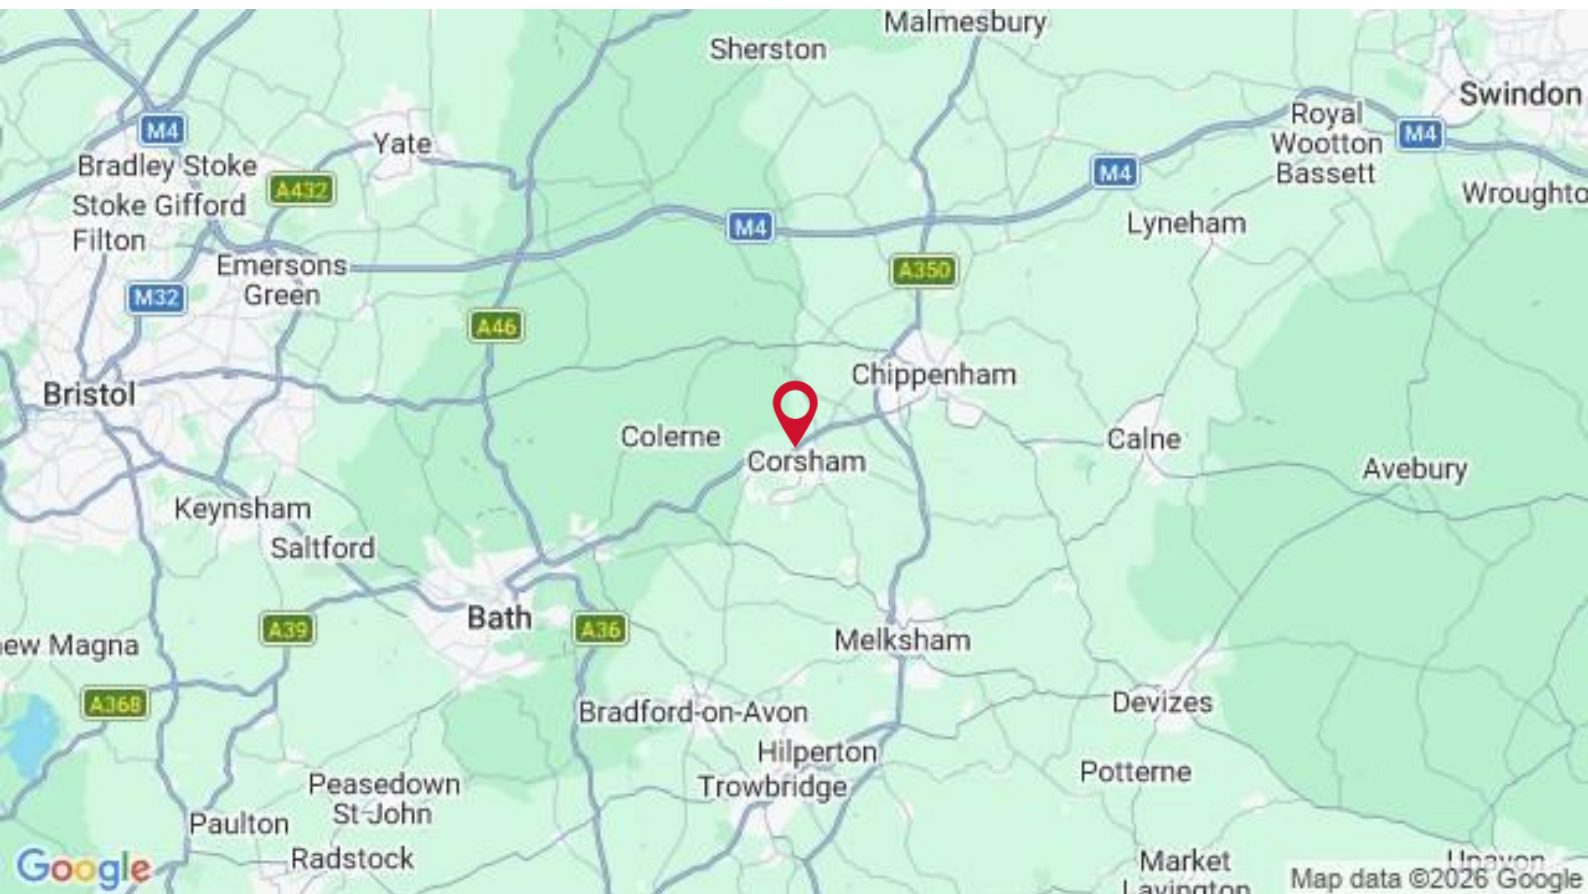 Malmesbury
Sherston
Swindon
Royal
Wootton
Bassett
M4
M4
Yate
Bradley Stoke
M4
A432
Stoke Gifford
Wroughto
Lyneham
M4
Filton
Emersons
Green
A350
M32
A46
Chippenham
Bristol
Colerne
Calne
Corsham
Avebury
Keynsham
Saltford
Bath
A39
A36
Melksham
ew Magna
A368
Devizes
Bradford-on-Avon
Hilperton
Potterne
Peasedown
St John
Trowbridge
Paulton
Radstock
Market
Lavington
Upavon
Google
Map data ©2026 Google